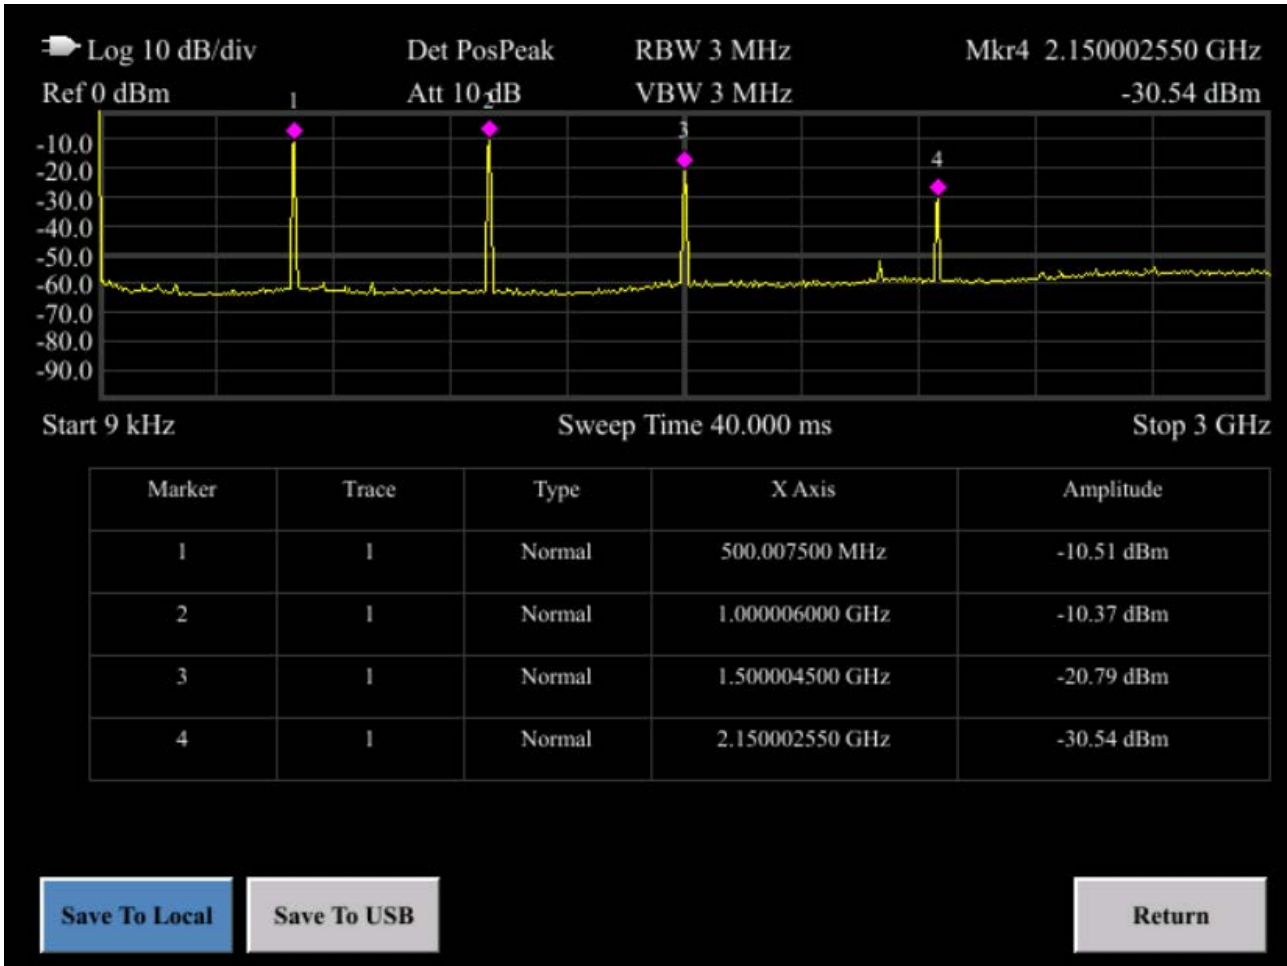 Log 10 dB/div Det PosPeak RBW 3 MHz Mkr4 2.150002550 GHz
Ref 0 dBm Att 10 dB VBW 3 MHz -30.54 dBm
1 2 3 4
-10.0
-20.0
-30.0
-40.0
-50.0
-60.0
-70.0
-80.0
-90.0
Start 9 kHz Sweep Time 40.000 ms Stop 3 GHz
Marker Trace Type X Axis Amplitude
1 1 Normal 500.007500 MHz -10.51 dBm
2 1 Normal 1.000006000 GHz -10.37 dBm
3 1 Normal 1.500004500 GHz -20.79 dBm
4 1 Normal 2.150002550 GHz -30.54 dBm
Save To Local Save To USB Return